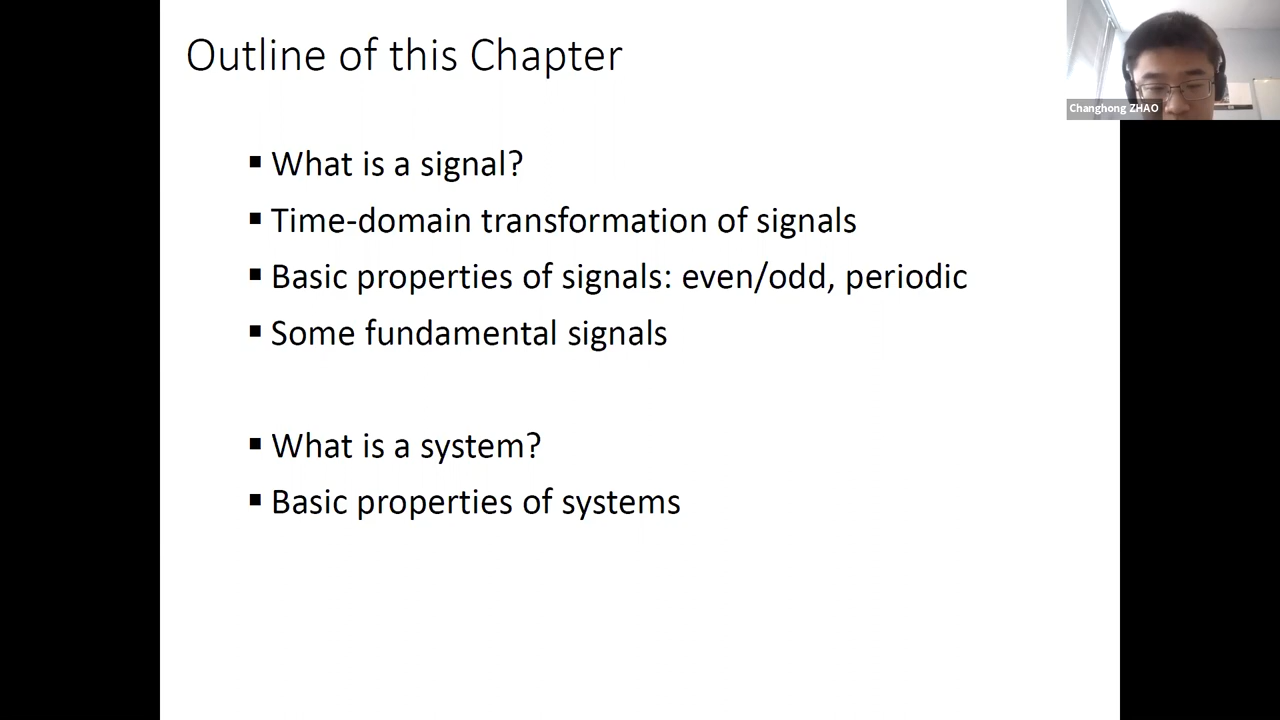 Outline of this Chapter
Changhong ZHAO
▪ What is a signal?
▪ Time-domain transformation of signals
▪ Basic properties of signals: even/odd, periodic
▪ Some fundamental signals
▪ What is a system?
▪ Basic properties of systems